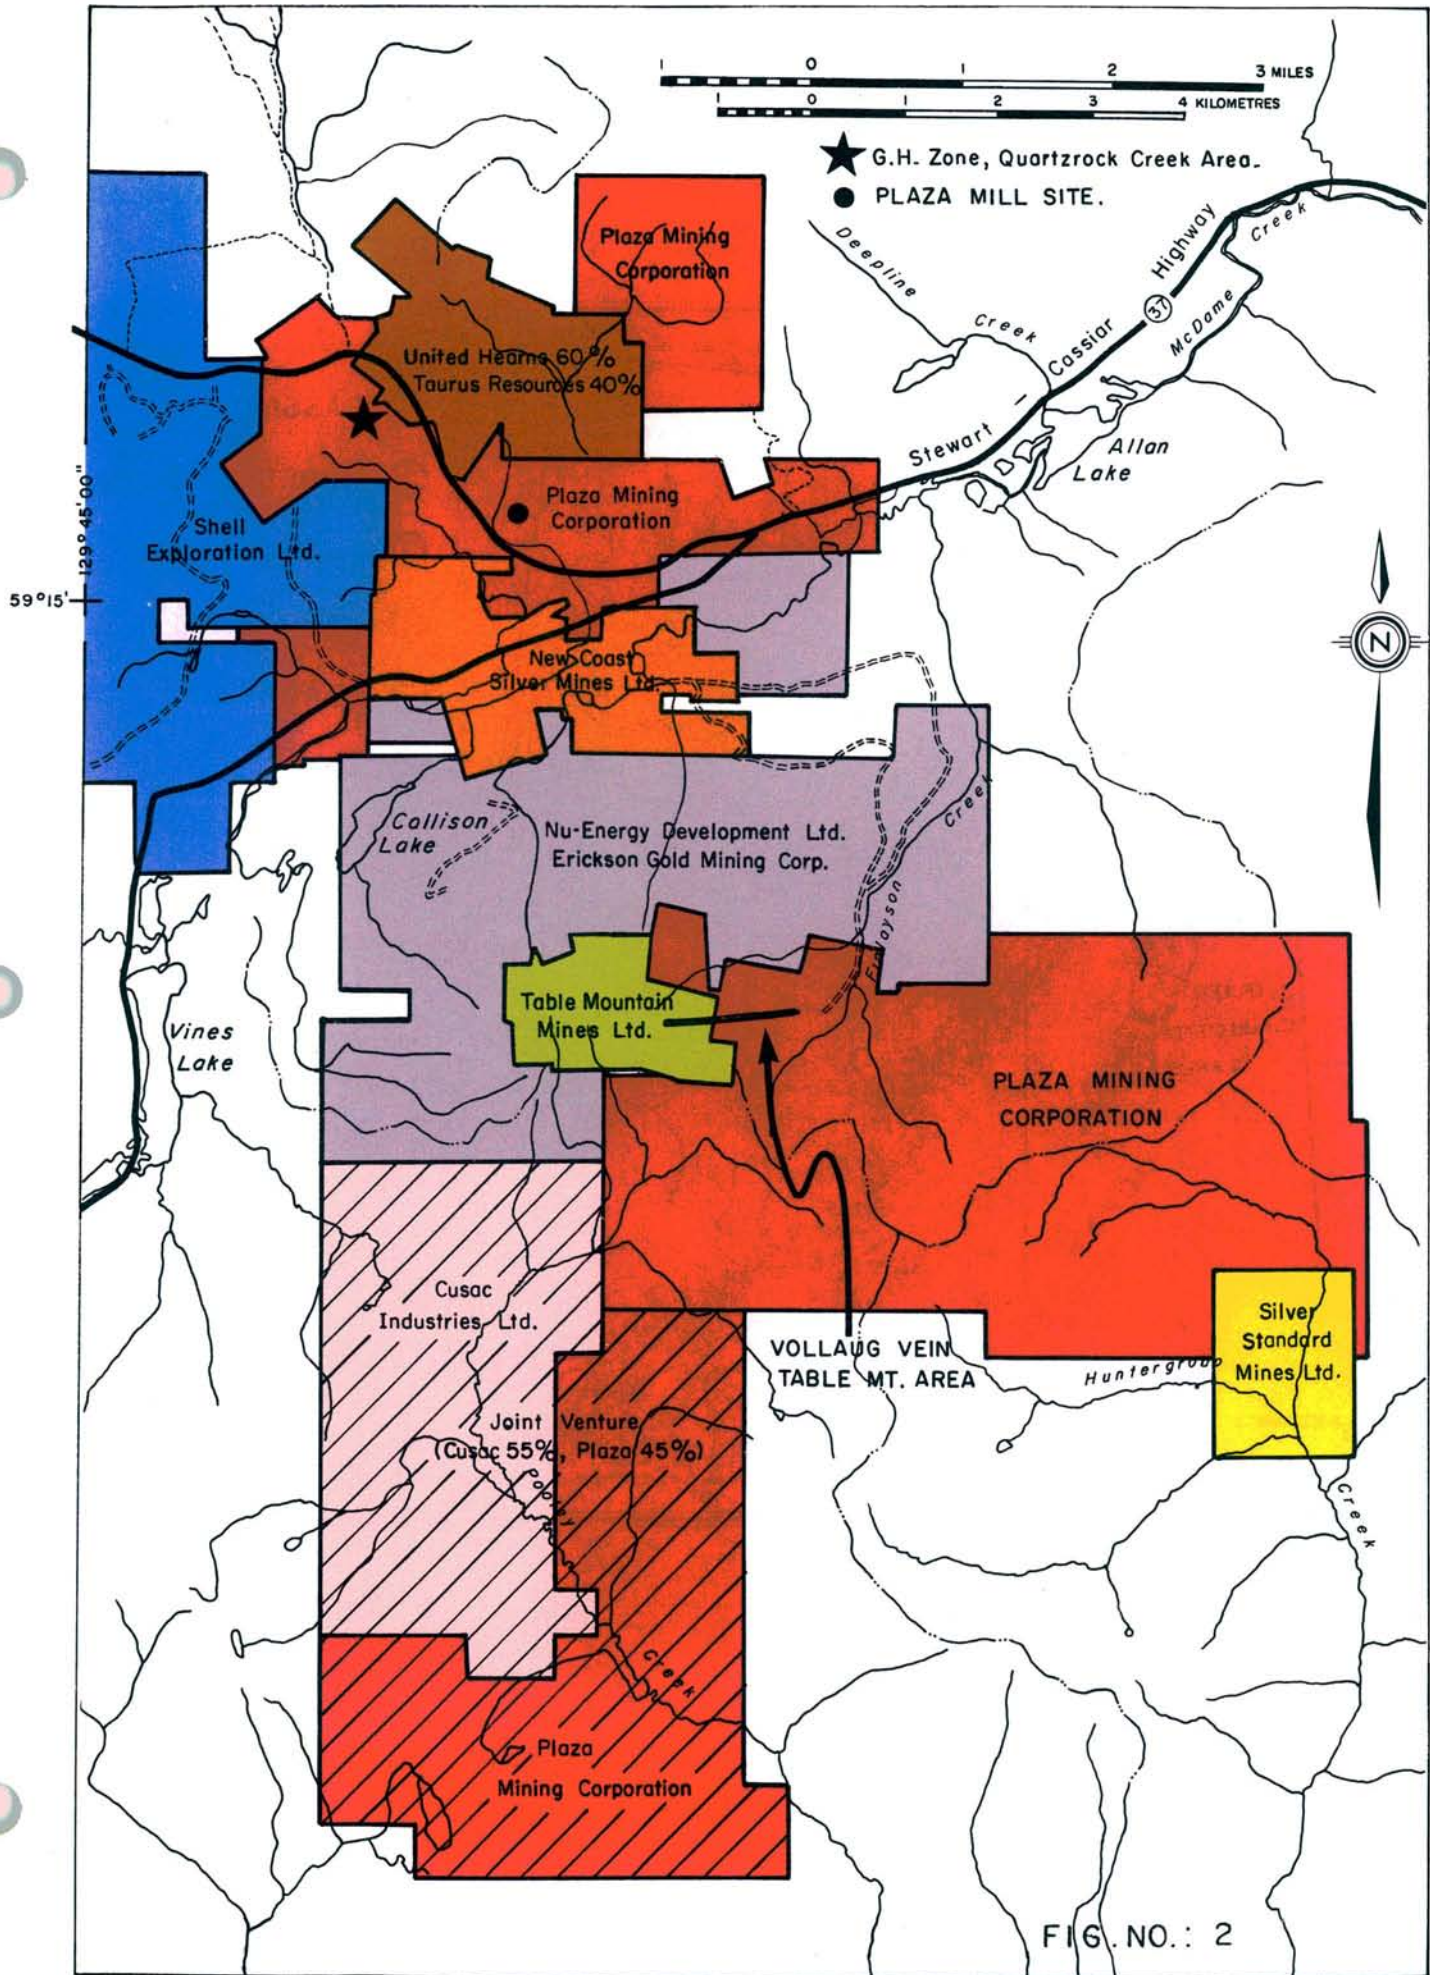 1 0 1 2 3 MILES
1 0 1 2 3 4 KILOMETRES
G.H. Zone, Quartzrock Creek Area.
PLAZA MILL SITE.
Plaza Mining
Corporation
Deepline
Creek
Highway
Creek
37
McDame
Cassiar
-
Stewart
Allan
Lake
United Hearne 60%
Taurus Resources 40%
Plaza Mining
Corporation
Shell
Exploration Ltd.
129° 45' 00"
59°15'
N
New Coast
Silver Mines Ltd.
Callison
Lake
Nu-Energy Development Ltd.
Erickson Gold Mining Corp.
Creek
Finlayson
Table Mountain
Mines Ltd.
Vines
Lake
PLAZA MINING
CORPORATION
Cusac
Industries Ltd.
Silver
Standard
Mines Ltd.
VOLLAUG VEIN
TABLE MT. AREA
Huntergroup
Creek
Joint Venture
(Cusac 55%, Plaza 45%)
Pooley
Creek
Plaza
Mining Corporation
FIG. NO.: 2